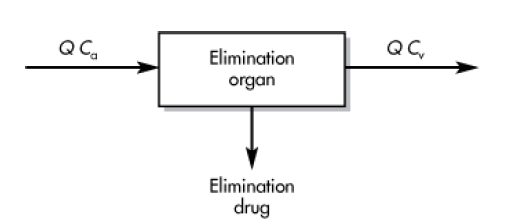 Q Cₐ
Elimination
organ
Q Cᵥ
Elimination
drug